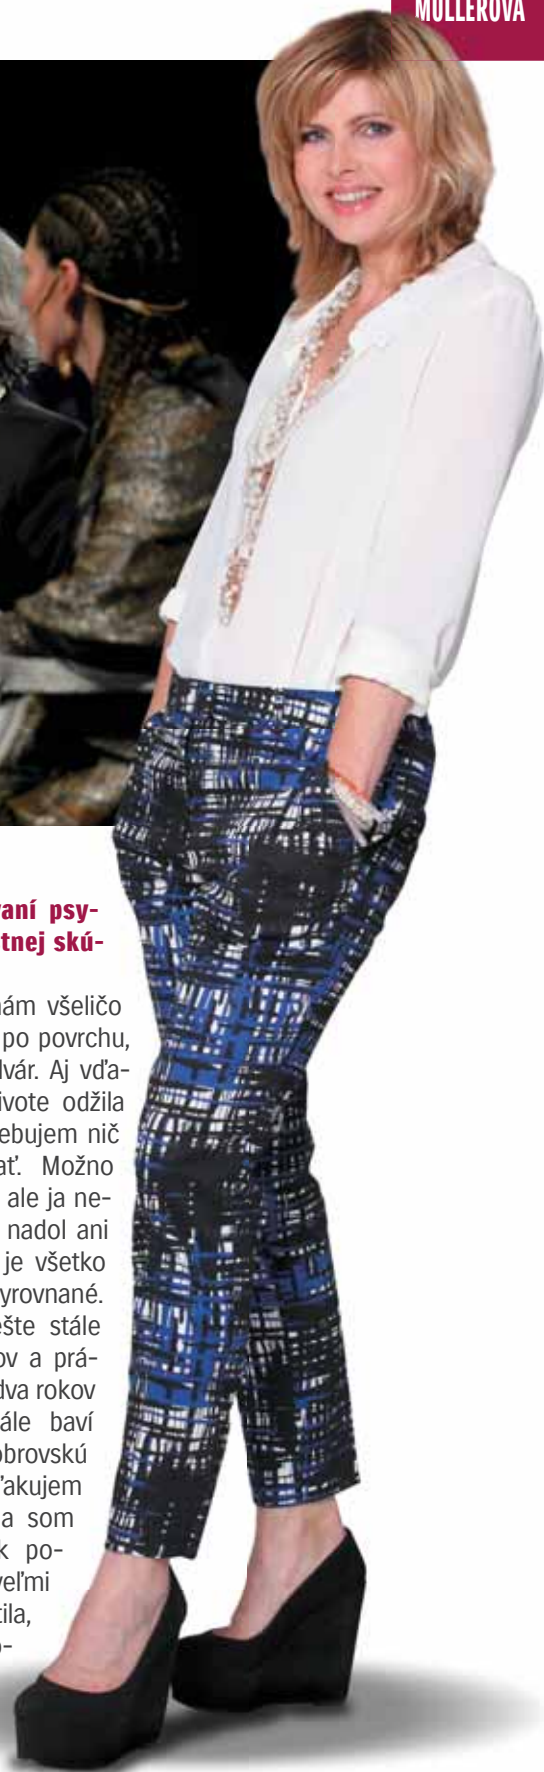 MÜLLEROVÁ
vaní psy-
tnej skú-
nám všeličo
po povrchu,
lvár. Aj vďa-
ivote odžila
ebujem nič
ať. Možno
ale ja ne-
nadol ani
je všetko
yrovnané.
ešte stále
ov a prá-
dva rokov
ále baví
obrovskú
ďakujem
a som
k po-
veľmi
tila,
o-